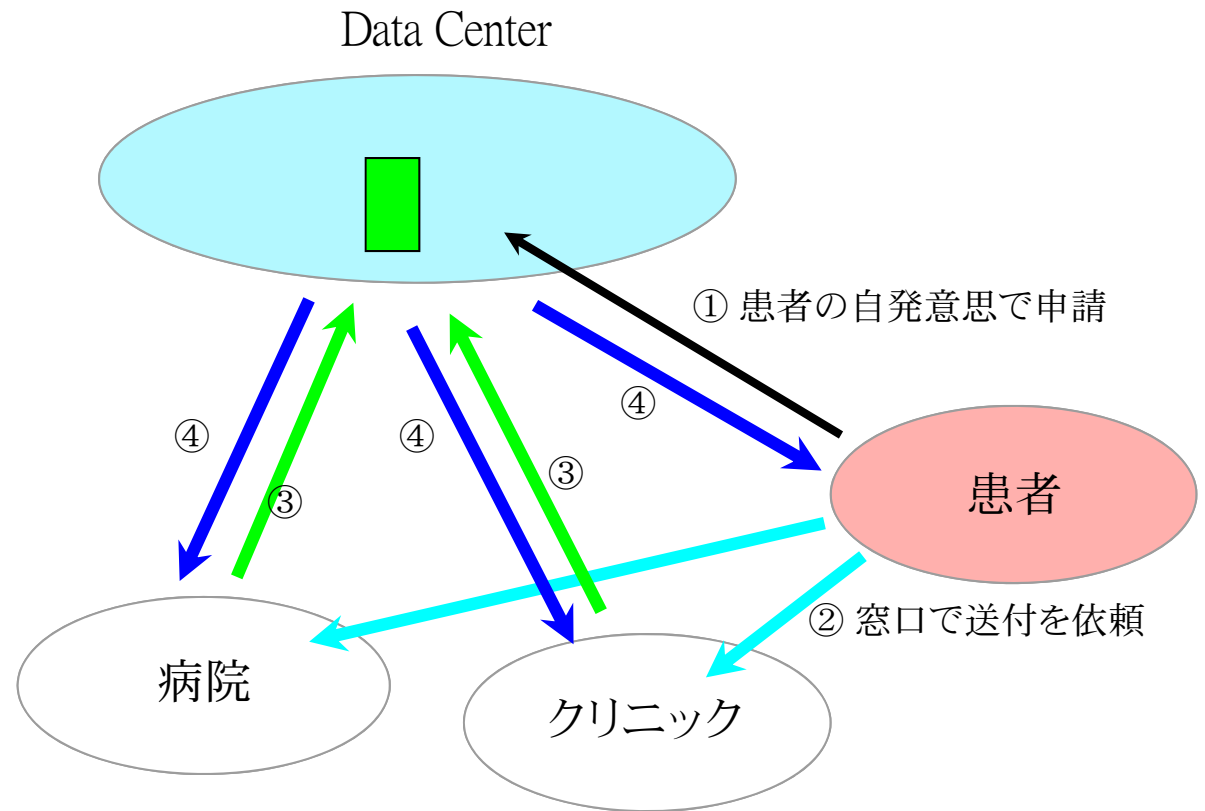 Data Center
① 患者の自発意思で申請
④
④
④
③
③
患者
② 窓口で送付を依頼
病院
クリニック